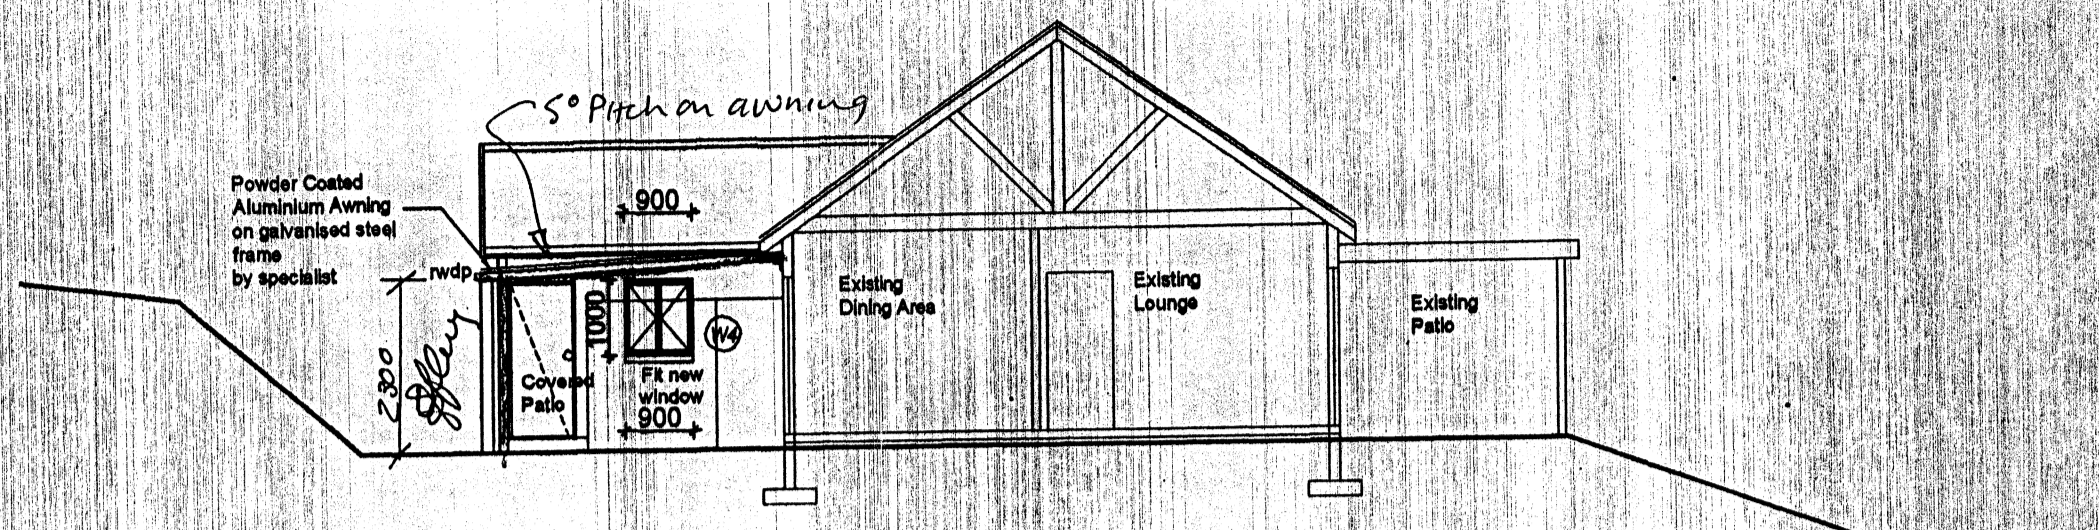 5° Pitch on awning
Powder Coated
Aluminium Awning
on galvanised steel
frame
by specialist
900
rwdp
2300
1000
W4
Covered
Patio
Fit new
window
900
Existing
Dining Area
Existing
Lounge
Existing
Patio